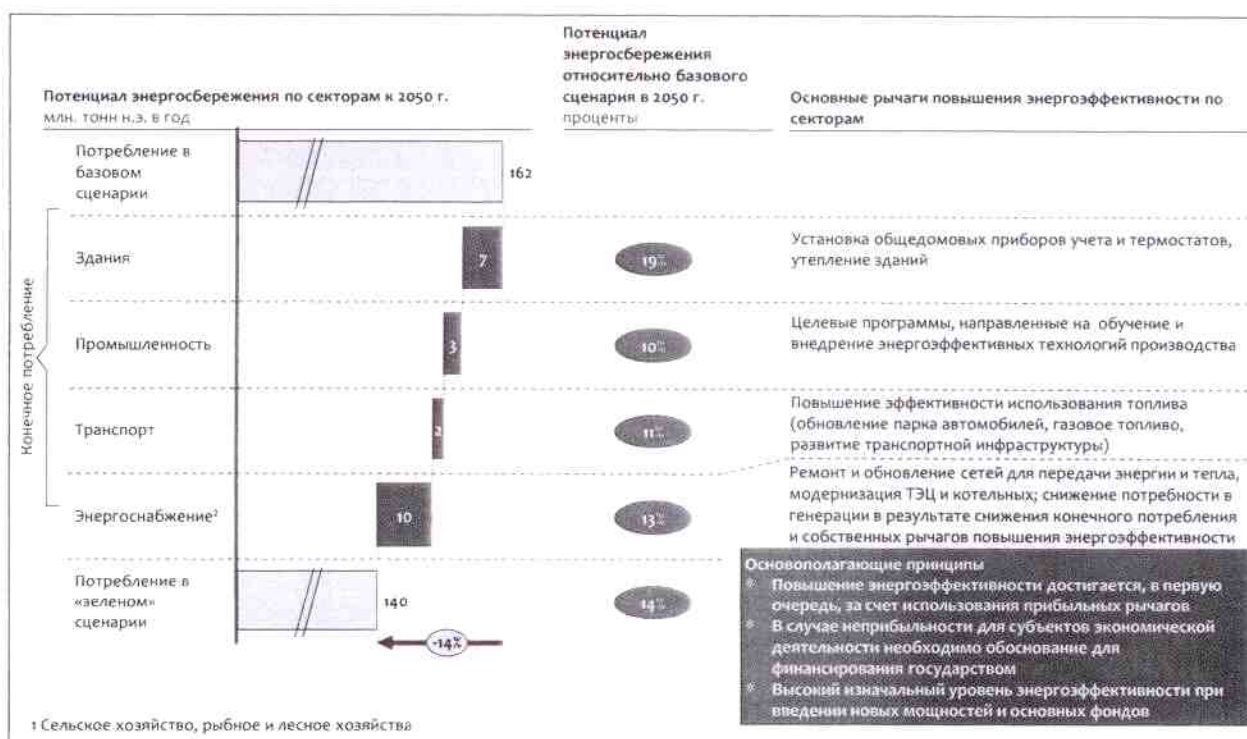 Потенциал
энергосбережения
относительно базового
сценария в 2050 г.
проценты
Потенциал энергосбережения по секторам к 2050 г.
млн. тонн н.э. в год
Основные рычаги повышения энергоэффективности по
секторам
Потребление в
базовом
сценарии
162
Конечное потребление
Здания
7
19%
Установка общедомовых приборов учета и термостатов,
утепление зданий
Промышленность
3
10%
Целевые программы, направленные на обучение и
внедрение энергоэффективных технологий производства
Транспорт
2
11%
Повышение эффективности использования топлива
(обновление парка автомобилей, газовое топливо,
развитие транспортной инфраструктуры)
Энергоснабжение²
10
13%
Ремонт и обновление сетей для передачи энергии и тепла,
модернизация ТЭЦ и котельных; снижение потребности в
генерации в результате снижения конечного потребления
и собственных рычагов повышения энергоэффективности
Потребление в
«зеленом»
сценарии
140
14%
-14%
Основополагающие принципы
* Повышение энергоэффективности достигается, в первую
очередь, за счет использования прибыльных рычагов
* В случае неприбыльности для субъектов экономической
деятельности необходимо обоснование для
финансирования государством
* Высокий изначальный уровень энергоэффективности при
введении новых мощностей и основных фондов
1 Сельское хозяйство, рыбное и лесное хозяйства